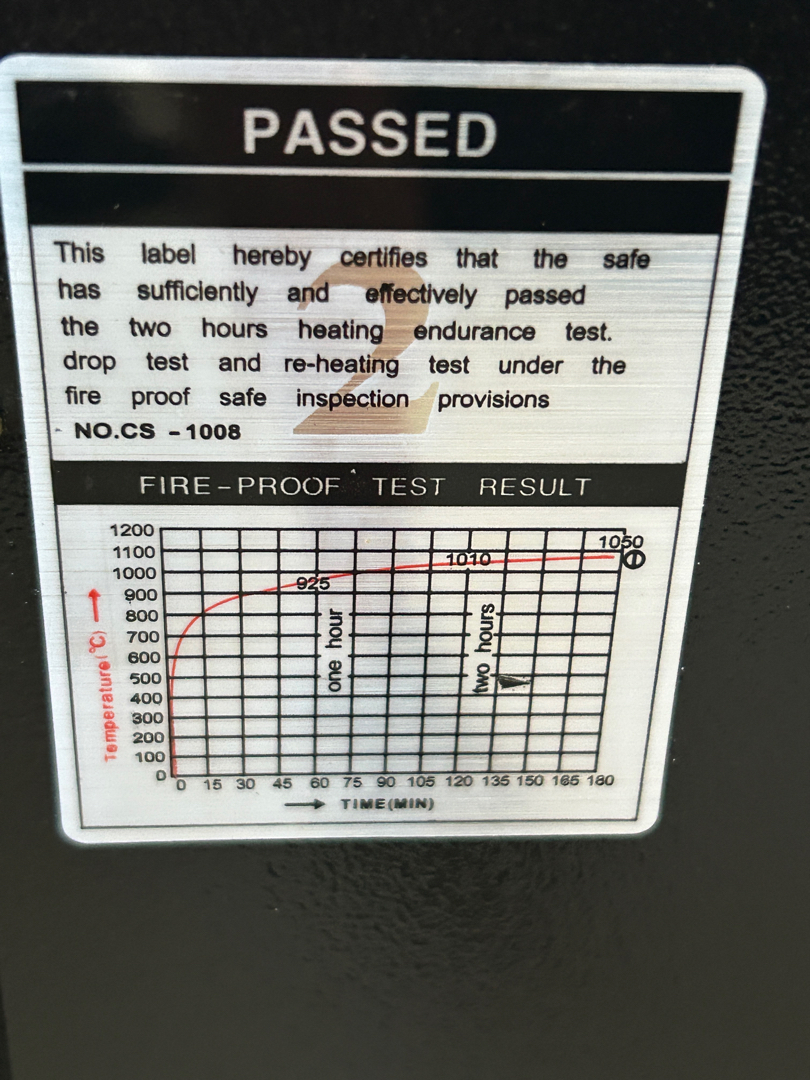 PASSED
This label hereby certifies that the safe
has sufficiently and effectively passed
the two hours heating endurance test.
drop test and re-heating test under the
fire proof safe inspection provisions
2
- NO.CS - 1008
FIRE-PROOF TEST RESULT
Temperature(°C)
1200
1100
1000
900
800
700
600
500
400
300
200
100
0
925
1010
1050
one hour
two hours
0 15 30 45 60 75 90 105 120 135 150 165 180
TIME(MIN)